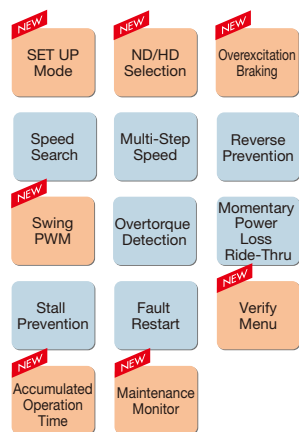 NEW
SET UP
Mode
NEW
ND/HD
Selection
NEW
Overexcitation
Braking
Speed
Search
Multi-Step
Speed
Reverse
Prevention
NEW
Swing
PWM
Overtorque
Detection
Momentary
Power
Loss
Ride-Thru
Stall
Prevention
Fault
Restart
NEW
Verify
Menu
NEW
Accumulated
Operation
Time
NEW
Maintenance
Monitor